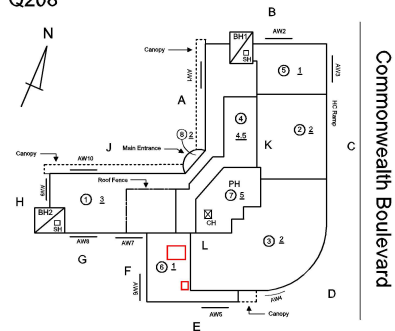 Q208
N
B
BH1
AW2
Canopy
SH
AW1
5 1
AW3
A
HC Ramp
4
4.5
8 2
2 2
J
Main Entrance
K
C
Commonwealth Boulevard
Canopy
AW10
Roof Fence
PH
AW9
1 3
7 5
H
BH2
SH
CH
AW8
AW7
L
3 2
G
F
6 1
AW6
AW4
D
AW5
Canopy
E